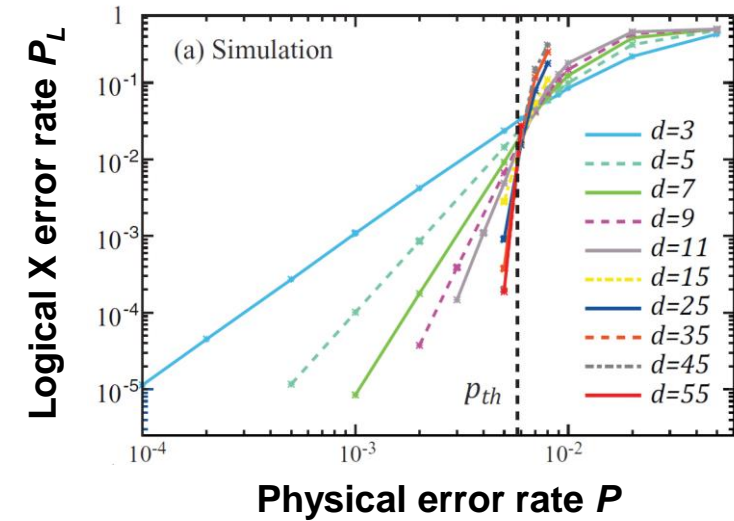 (a) Simulation
Logical X error rate P_L
1
10⁻¹
10⁻²
10⁻³
10⁻⁴
10⁻⁵
d=3
d=5
d=7
d=9
d=11
d=15
d=25
d=35
d=45
d=55
p_th
10⁻⁴
10⁻³
10⁻²
Physical error rate P